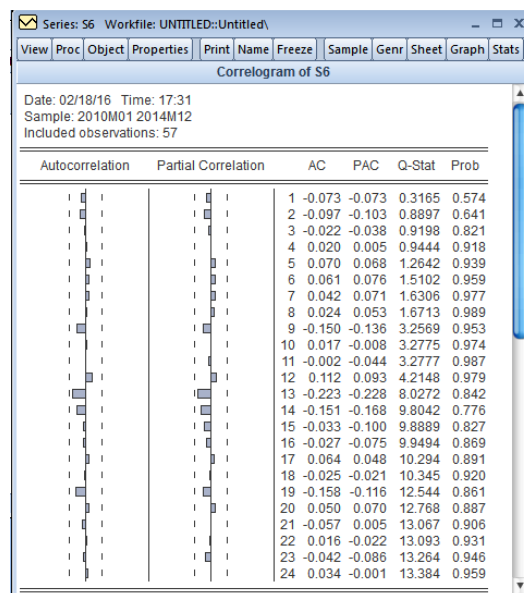 Series: S6 Workfile: UNTITLED::Untitled\
View Proc Object Properties Print Name Freeze Sample Genr Sheet Graph Stats
Correlogram of S6
Date: 02/18/16 Time: 17:31
Sample: 2010M01 2014M12
Included observations: 57
Autocorrelation Partial Correlation AC PAC Q-Stat Prob
1 -0.073 -0.073 0.3165 0.574
2 -0.097 -0.103 0.8897 0.641
3 -0.022 -0.038 0.9198 0.821
4 0.020 0.005 0.9444 0.918
5 0.070 0.068 1.2642 0.939
6 0.061 0.076 1.5102 0.959
7 0.042 0.071 1.6306 0.977
8 0.024 0.053 1.6713 0.989
9 -0.150 -0.136 3.2569 0.953
10 0.017 -0.008 3.2775 0.974
11 -0.002 -0.044 3.2777 0.987
12 0.112 0.093 4.2148 0.979
13 -0.223 -0.228 8.0272 0.842
14 -0.151 -0.168 9.8042 0.776
15 -0.033 -0.100 9.8889 0.827
16 -0.027 -0.075 9.9494 0.869
17 0.064 0.048 10.294 0.891
18 -0.025 -0.021 10.345 0.920
19 -0.158 -0.116 12.544 0.861
20 0.050 0.070 12.768 0.887
21 -0.057 0.005 13.067 0.906
22 0.016 -0.022 13.093 0.931
23 -0.042 -0.086 13.264 0.946
24 0.034 -0.001 13.384 0.959